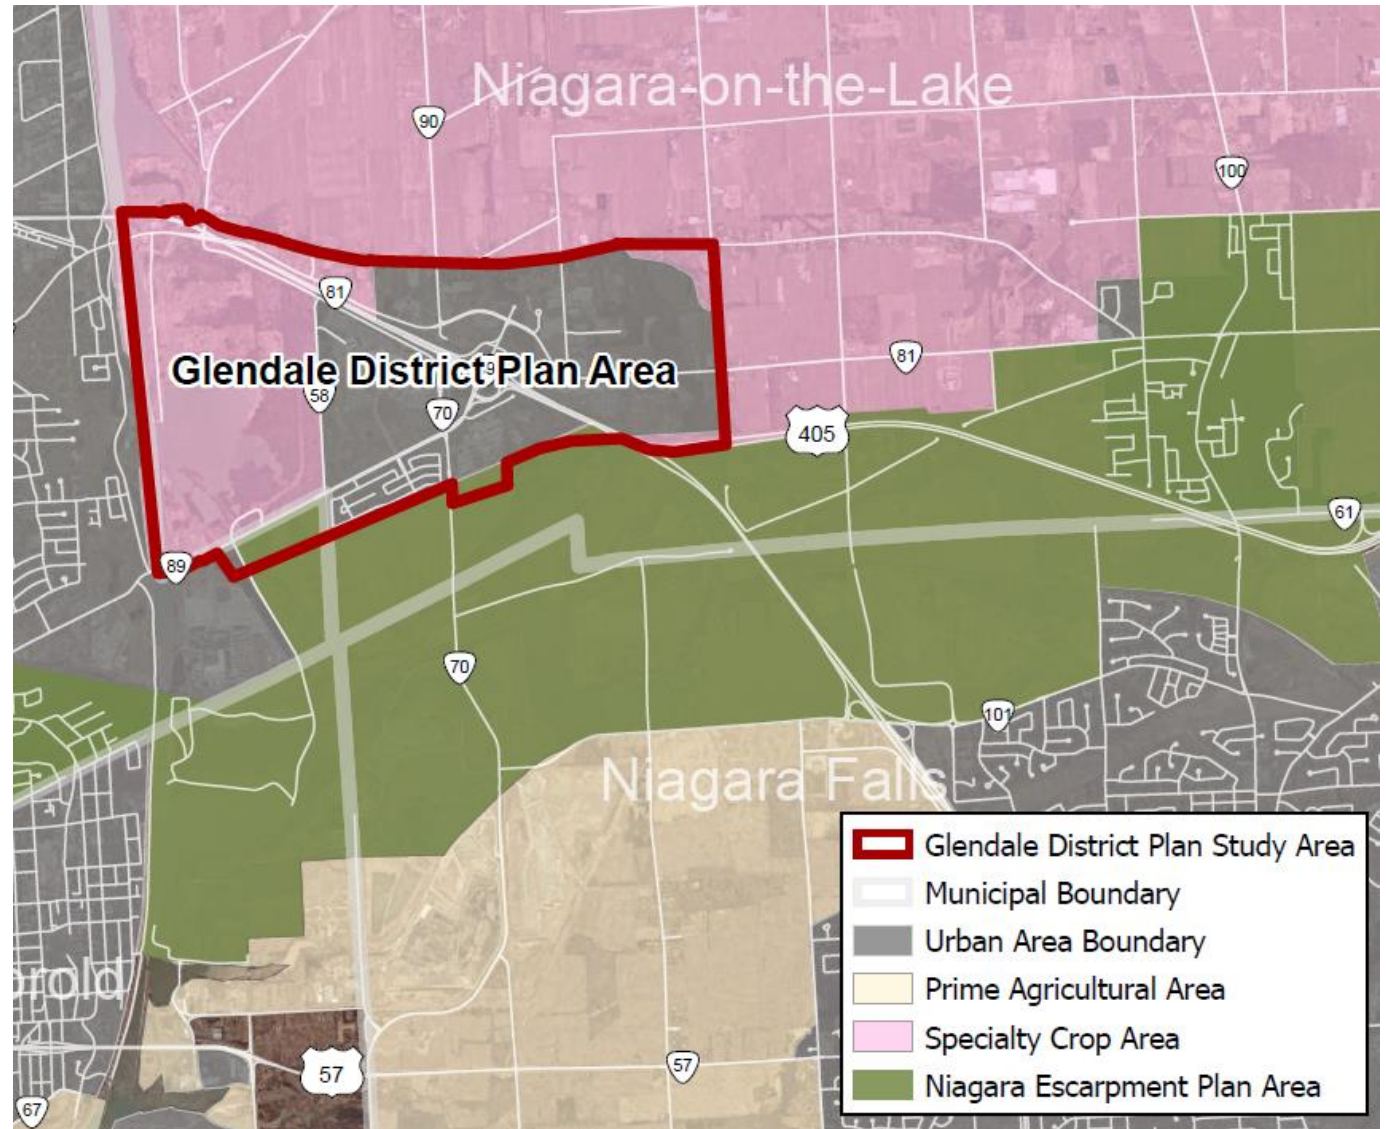 Niagara-on-the-Lake
90
100
81
Glendale District Plan Area
9
58
81
70
405
61
89
70
101
Niagara Falls
orold
57
57
67
Glendale District Plan Study Area
Municipal Boundary
Urban Area Boundary
Prime Agricultural Area
Specialty Crop Area
Niagara Escarpment Plan Area